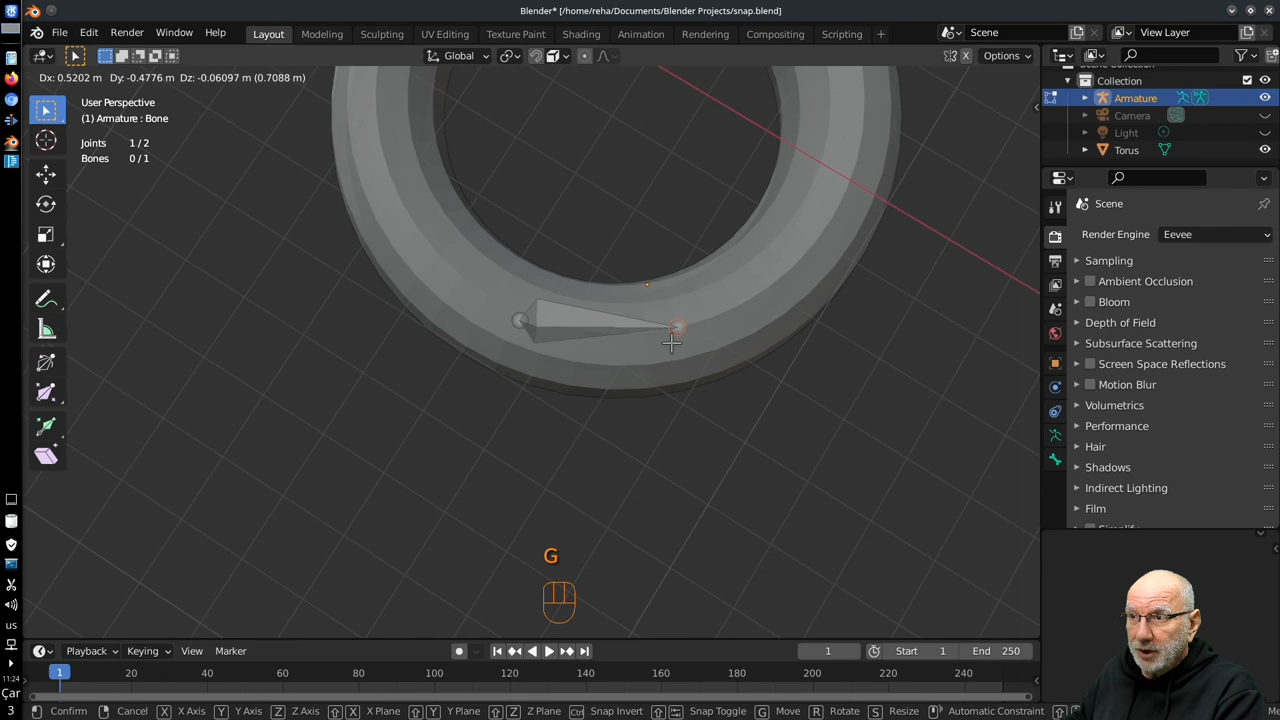 Blender* [/home/reha/Documents/Blender Projects/snap.blend]
File Edit Render Window Help
Layout Modeling Sculpting UV Editing Texture Paint Shading Animation Rendering Compositing Scripting +
Scene
View Layer
Global
X Options
Dx: 0.5202 m Dy: -0.4776 m Dz: -0.06097 m (0.7088 m)
User Perspective
(1) Armature : Bone
Joints 1 / 2
Bones 0 / 1
Collection
Armature
Camera
Light
Torus
Scene
Render Engine Eevee
Sampling
Ambient Occlusion
Bloom
Depth of Field
Subsurface Scattering
Screen Space Reflections
Motion Blur
Volumetrics
Performance
Hair
Shadows
Indirect Lighting
Film
G
us
11:24
Çar
3
Playback Keying View Marker
1 Start 1 End 250
1 20 40 60 80 100 120 140 160 180 200 220 240
Confirm Cancel X X Axis Y Y Axis Z Z Axis X X Plane Y Y Plane Z Z Plane Ctrl Snap Invert Snap Toggle G Move R Rotate S Resize Automatic Constraint